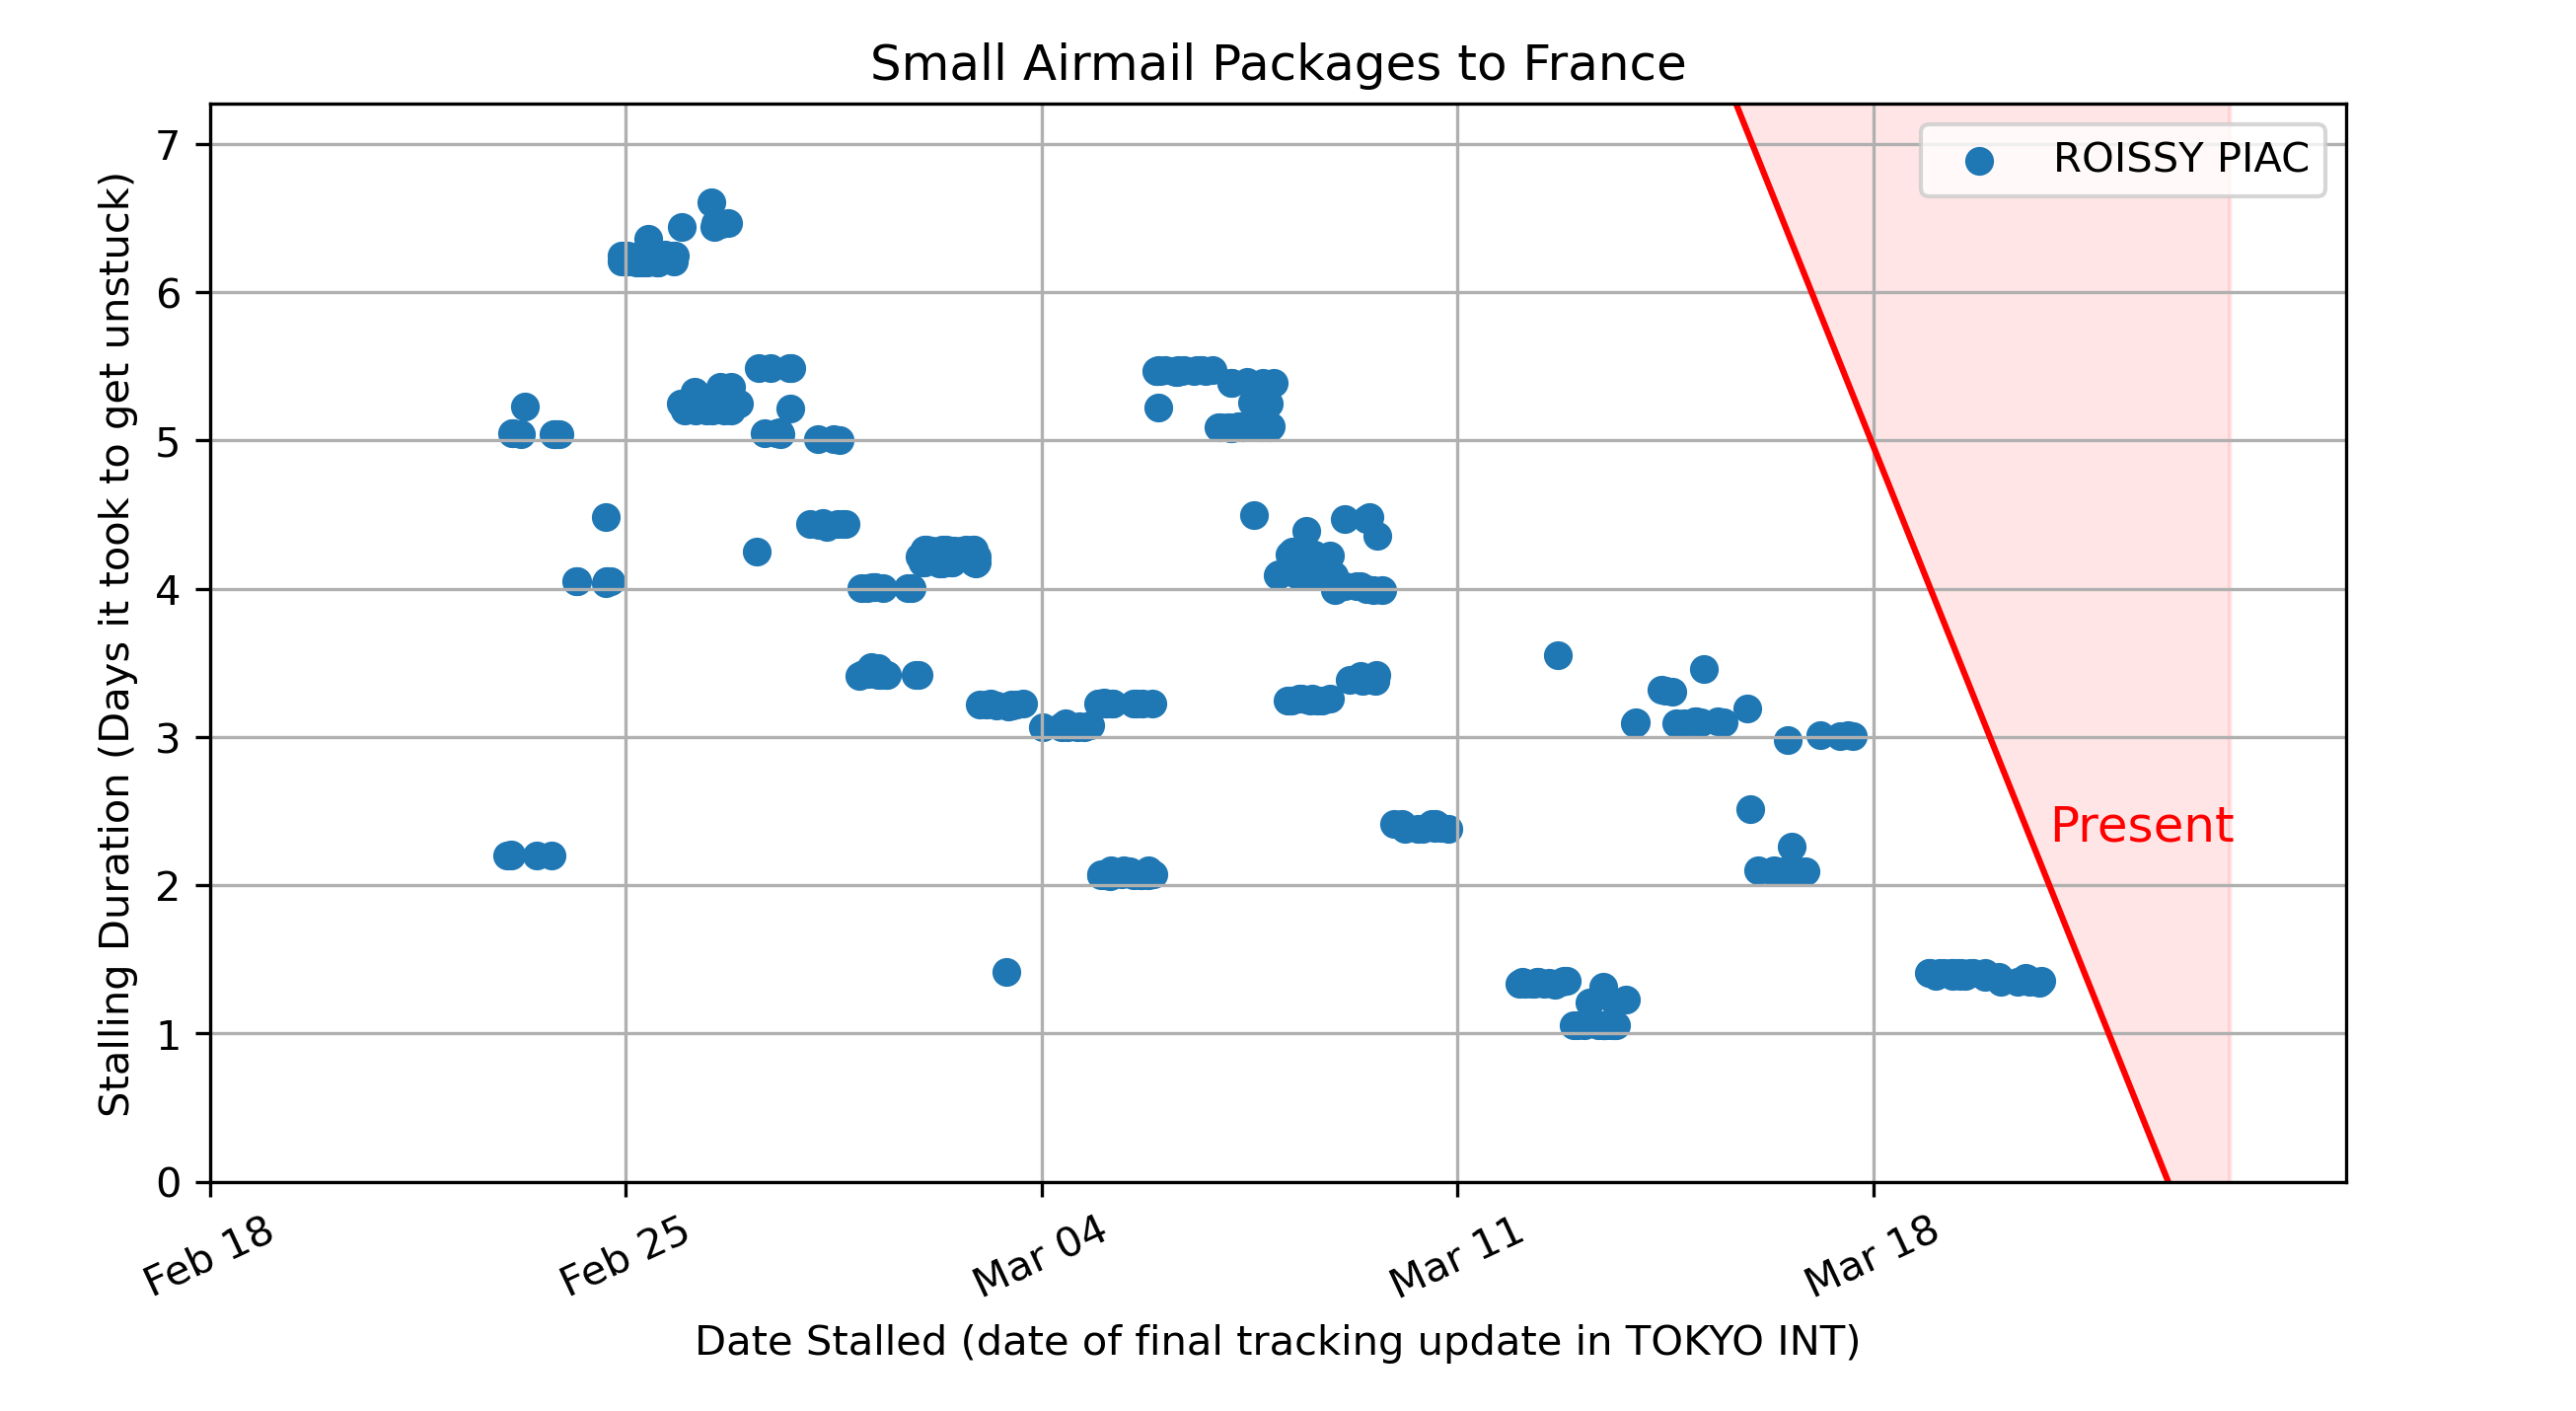 Small Airmail Packages to France
Stalling Duration (Days it took to get unstuck)
7
6
5
4
3
2
1
0
ROISSY PIAC
Present
Feb 18
Feb 25
Mar 04
Mar 11
Mar 18
Date Stalled (date of final tracking update in TOKYO INT)